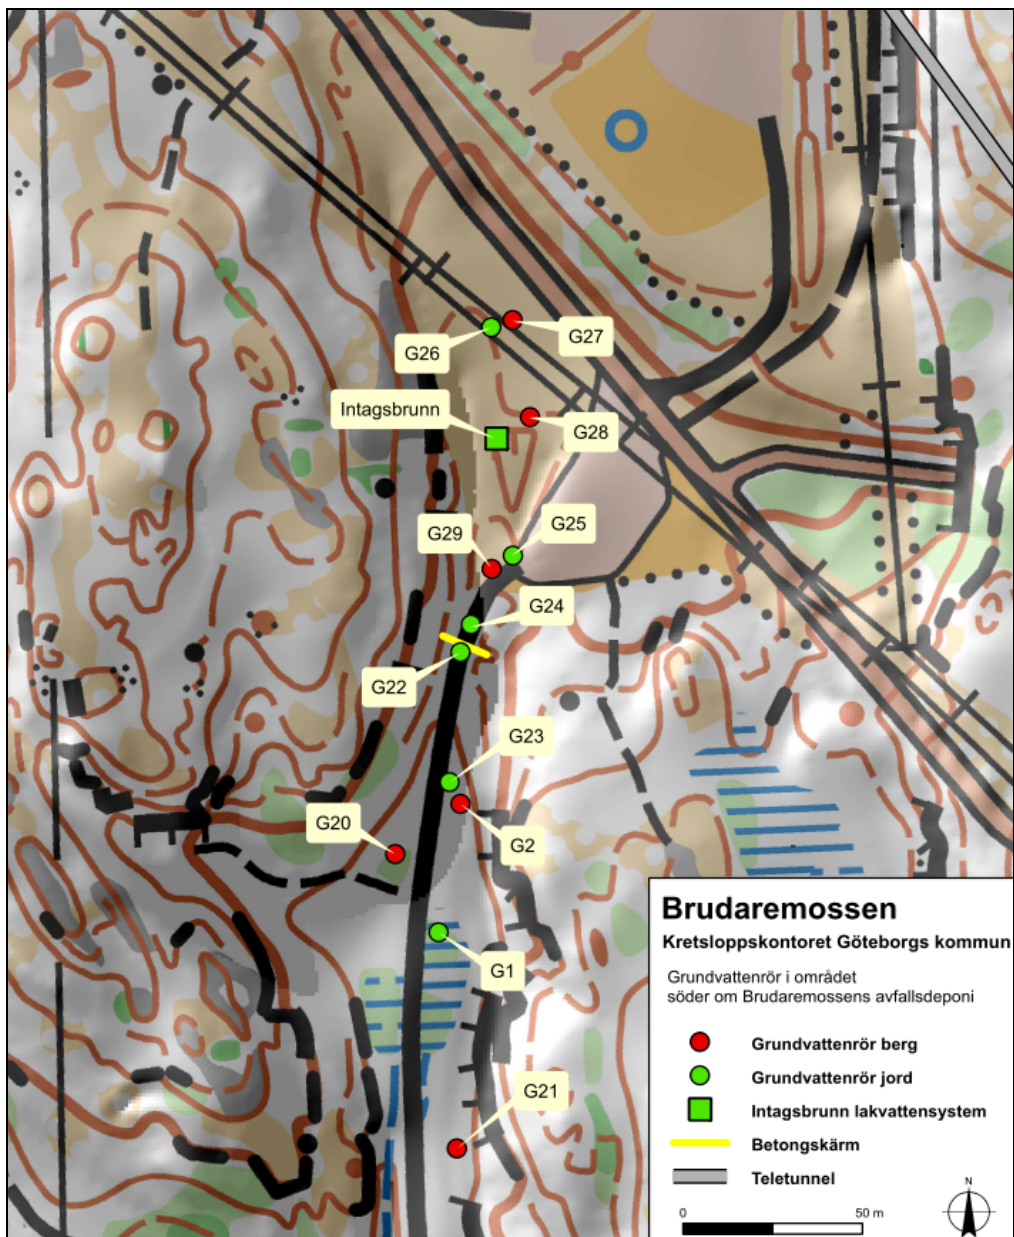 G26
G27
Intagsbrunn
G28
G29
G25
G24
G22
G23
G20
G2
G1
G21
Brudaremossen
Kretsloppskontoret Göteborgs kommun
Grundvattenrör i området
söder om Brudaremossens avfallsdeponi
Grundvattenrör berg
Grundvattenrör jord
Intagsbrunn lakvattensystem
Betongskärm
Teletunnel
N
0 50 m